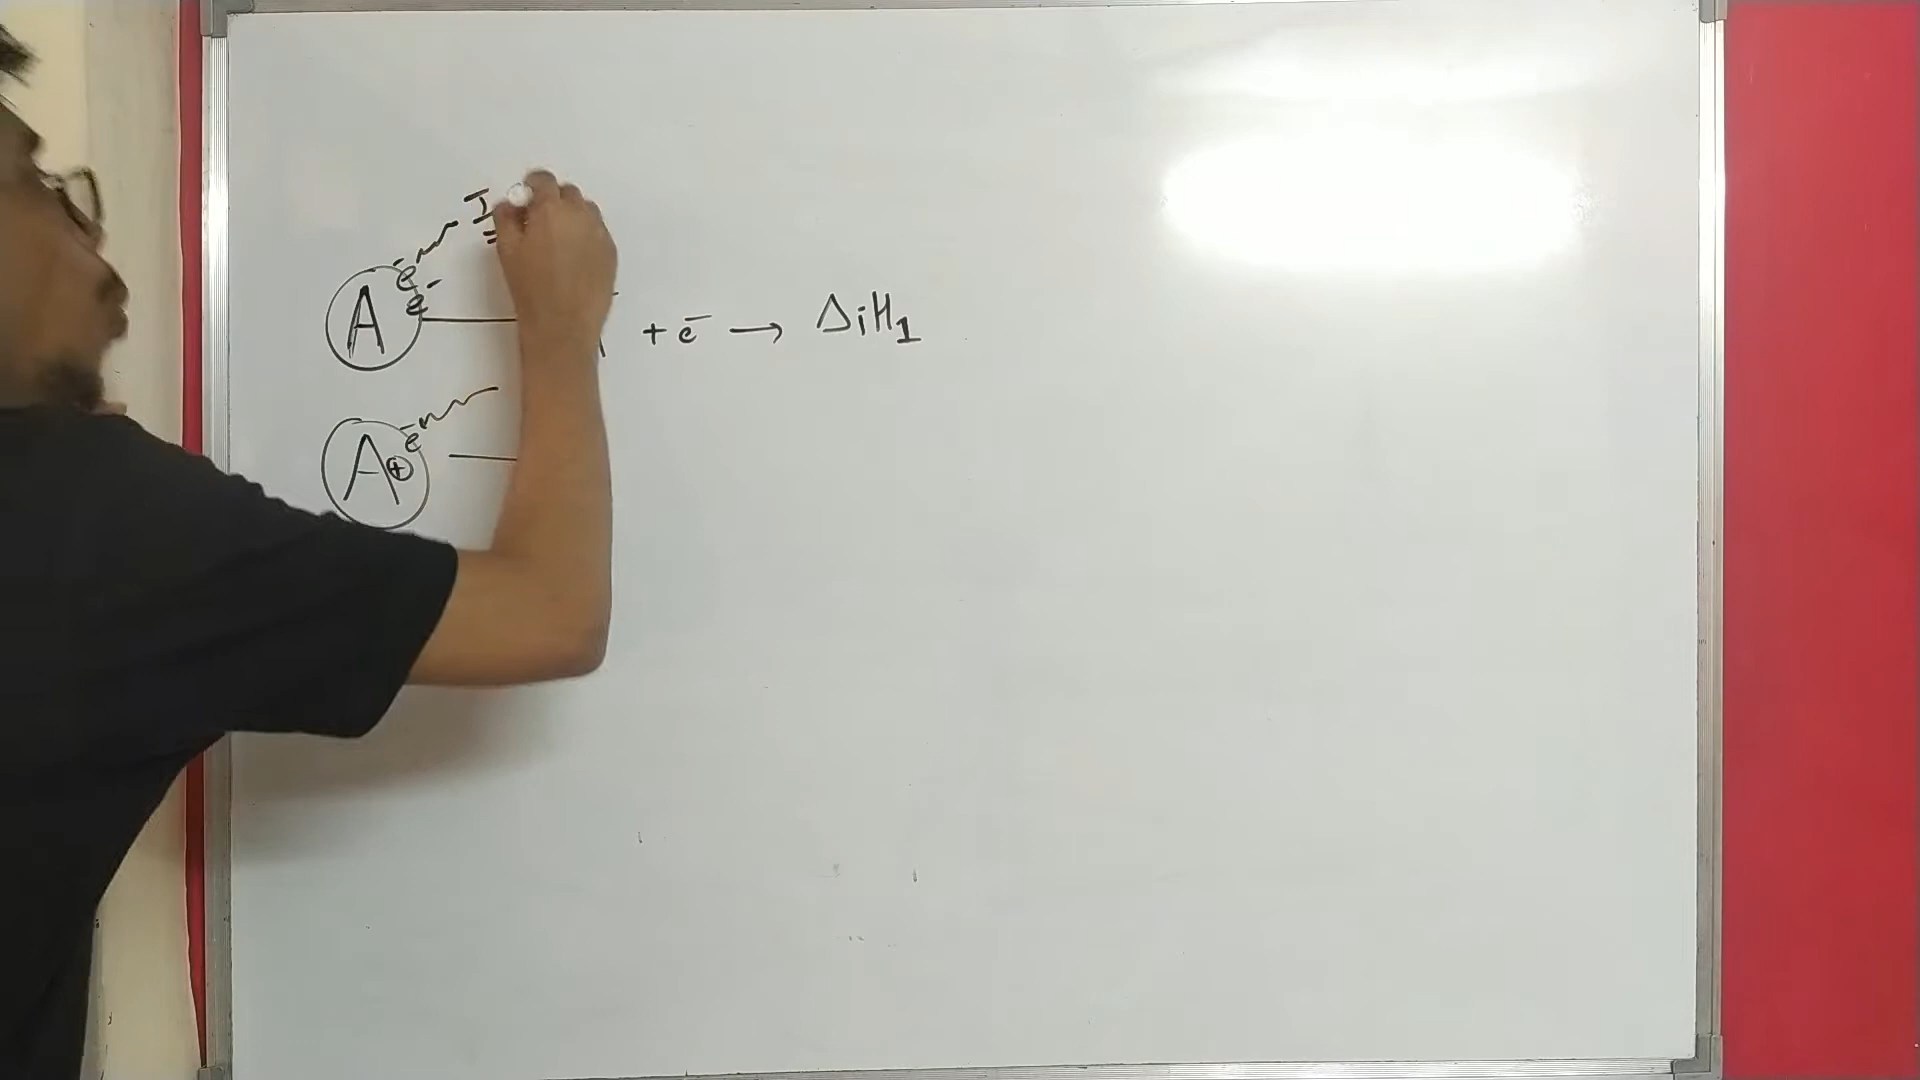 I
e⁻
e⁻
A + e⁻ → ΔiH₁
e⁻
A⊕